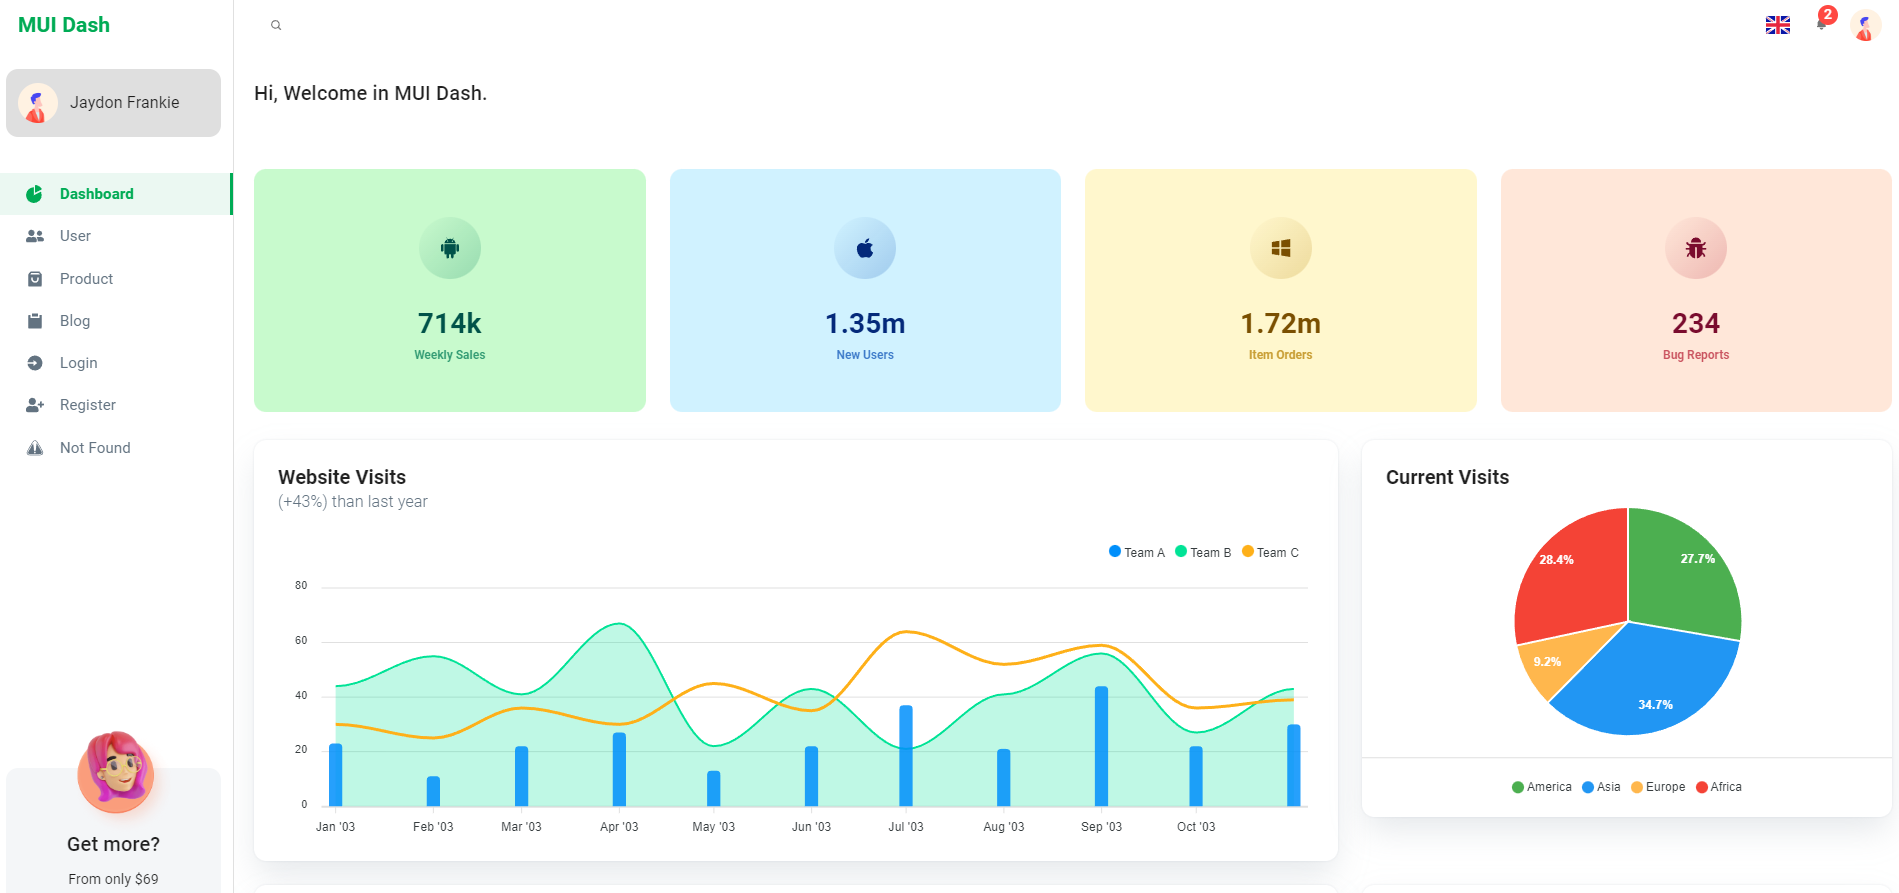 MUI Dash
2
Jaydon Frankie
Dashboard
User
Product
Blog
Login
Register
Not Found
Get more?
From only $69
Hi, Welcome in MUI Dash.
714k
Weekly Sales
1.35m
New Users
1.72m
Item Orders
234
Bug Reports
Website Visits
(+43%) than last year
Team A Team B Team C
80
60
40
20
0
Jan '03 Feb '03 Mar '03 Apr '03 May '03 Jun '03 Jul '03 Aug '03 Sep '03 Oct '03
Current Visits
28.4% 27.7%
9.2%
34.7%
America Asia Europe Africa